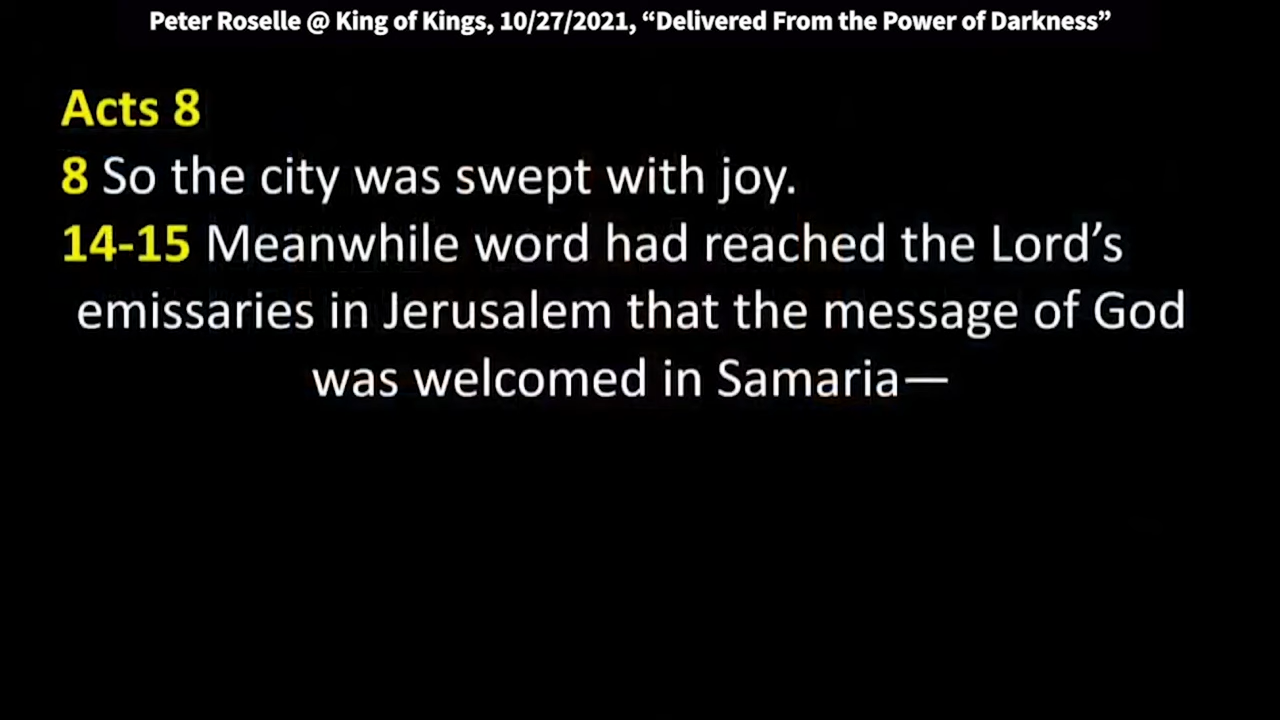 Peter Roselle @ King of Kings, 10/27/2021, “Delivered From the Power of Darkness”
Acts 8
8 So the city was swept with joy.
14-15 Meanwhile word had reached the Lord’s
emissaries in Jerusalem that the message of God
was welcomed in Samaria—